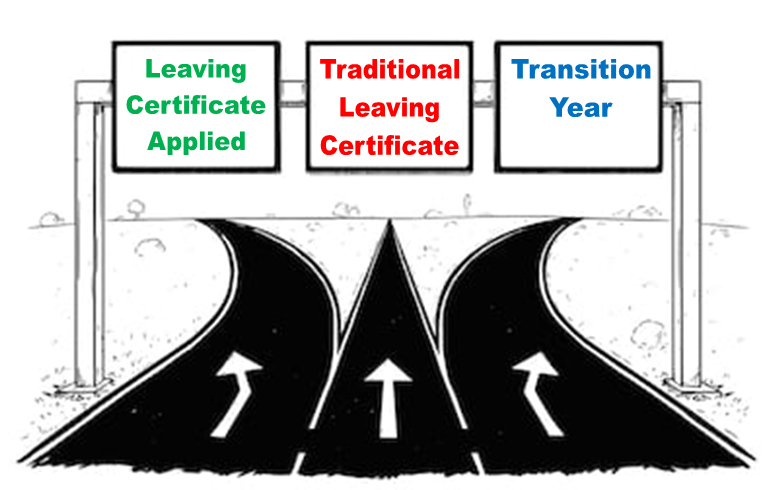 Leaving
Certificate
Applied
Traditional
Leaving
Certificate
Transition
Year